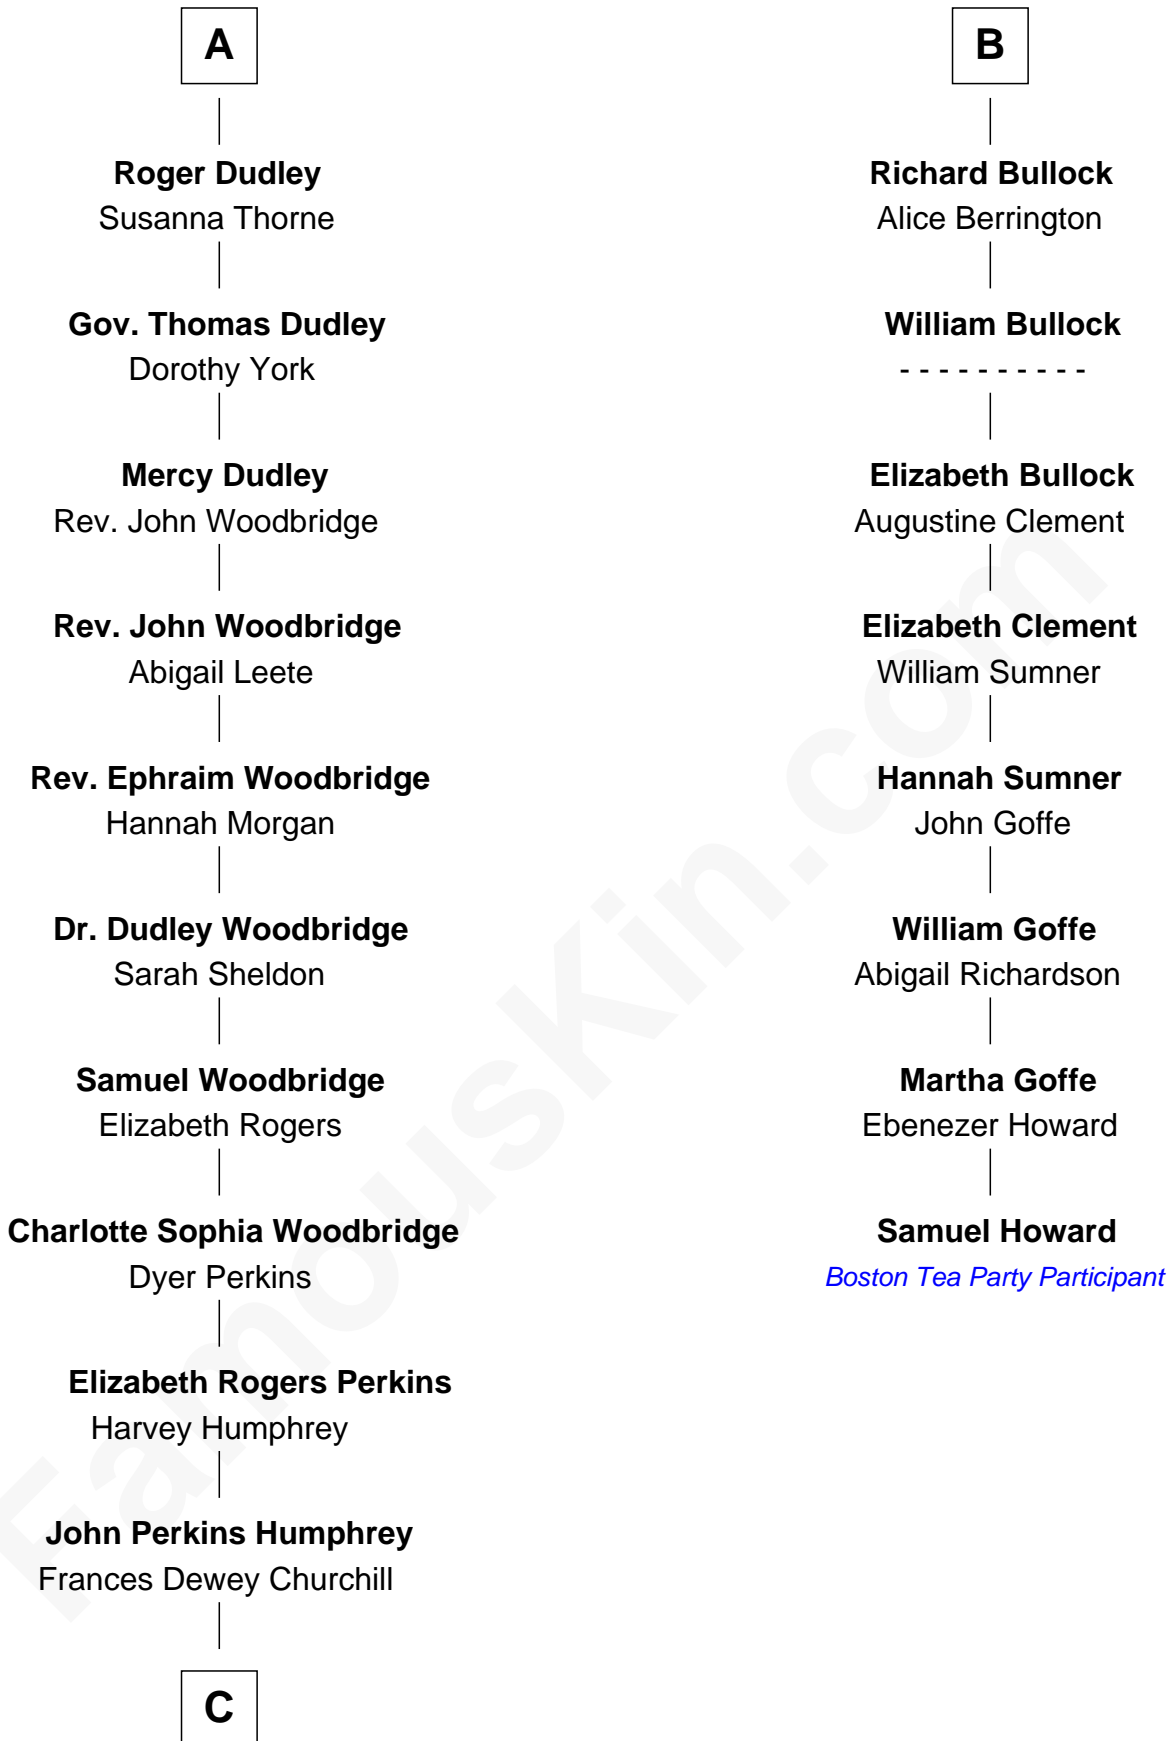 A
Roger Dudley
Susanna Thorne
Gov. Thomas Dudley
Dorothy York
Mercy Dudley
Rev. John Woodbridge
Rev. John Woodbridge
Abigail Leete
Rev. Ephraim Woodbridge
Hannah Morgan
Dr. Dudley Woodbridge
Sarah Sheldon
Samuel Woodbridge
Elizabeth Rogers
Charlotte Sophia Woodbridge
Dyer Perkins
Elizabeth Rogers Perkins
Harvey Humphrey
John Perkins Humphrey
Frances Dewey Churchill
C
B
Richard Bullock
Alice Berrington
William Bullock
- - - - - - - - - -
Elizabeth Bullock
Augustine Clement
Elizabeth Clement
William Sumner
Hannah Sumner
John Goffe
William Goffe
Abigail Richardson
Martha Goffe
Ebenezer Howard
Samuel Howard
Boston Tea Party Participant
FamousKin.com